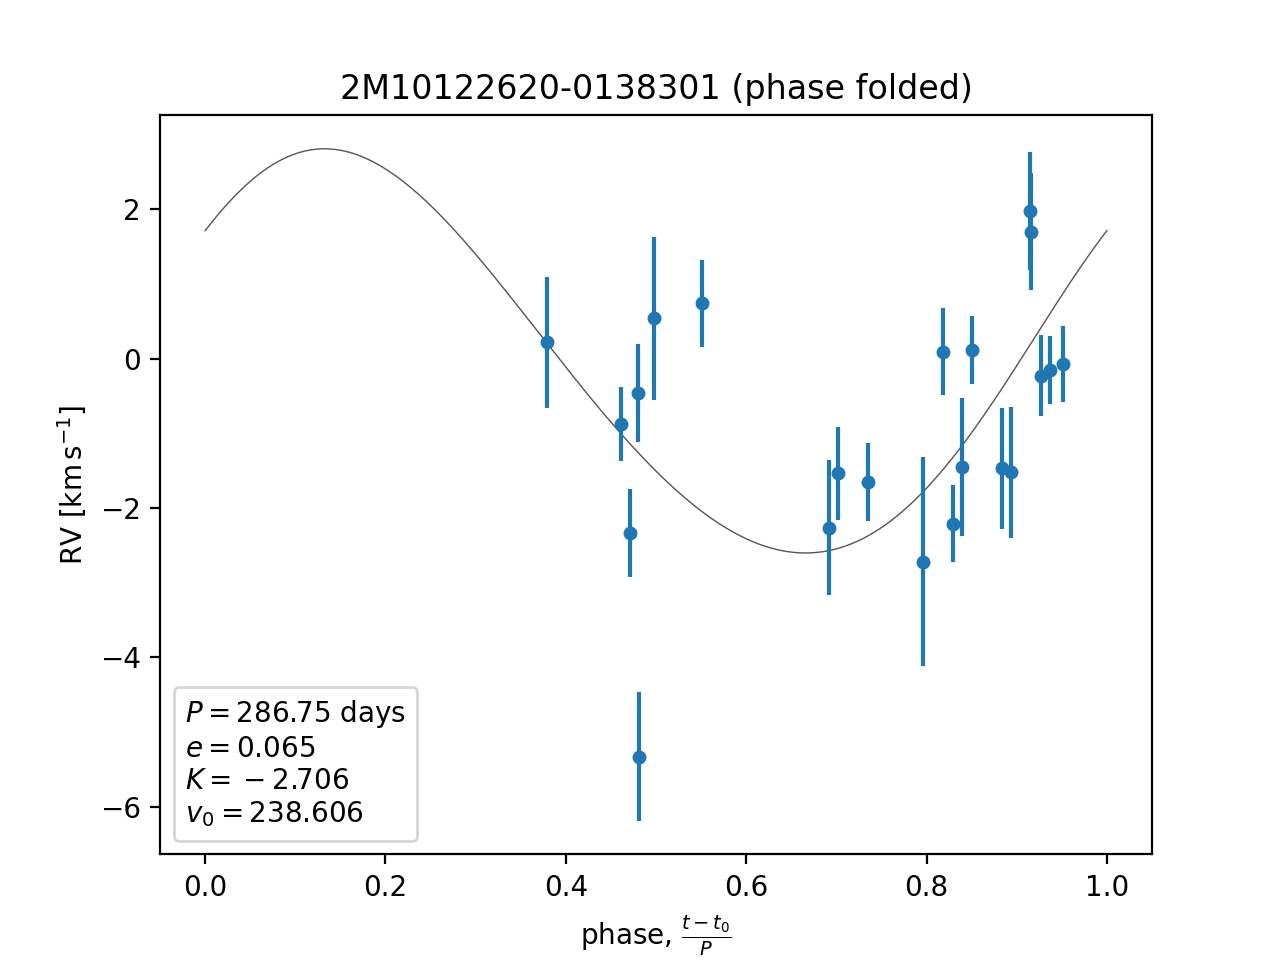 2M10122620-0138301 (phase folded)
RV [km s⁻¹]
2
0
−2
−4
−6
P = 286.75 days
e = 0.065
K = −2.706
v₀ = 238.606
0.0 0.2 0.4 0.6 0.8 1.0
phase, (t − t₀)/P